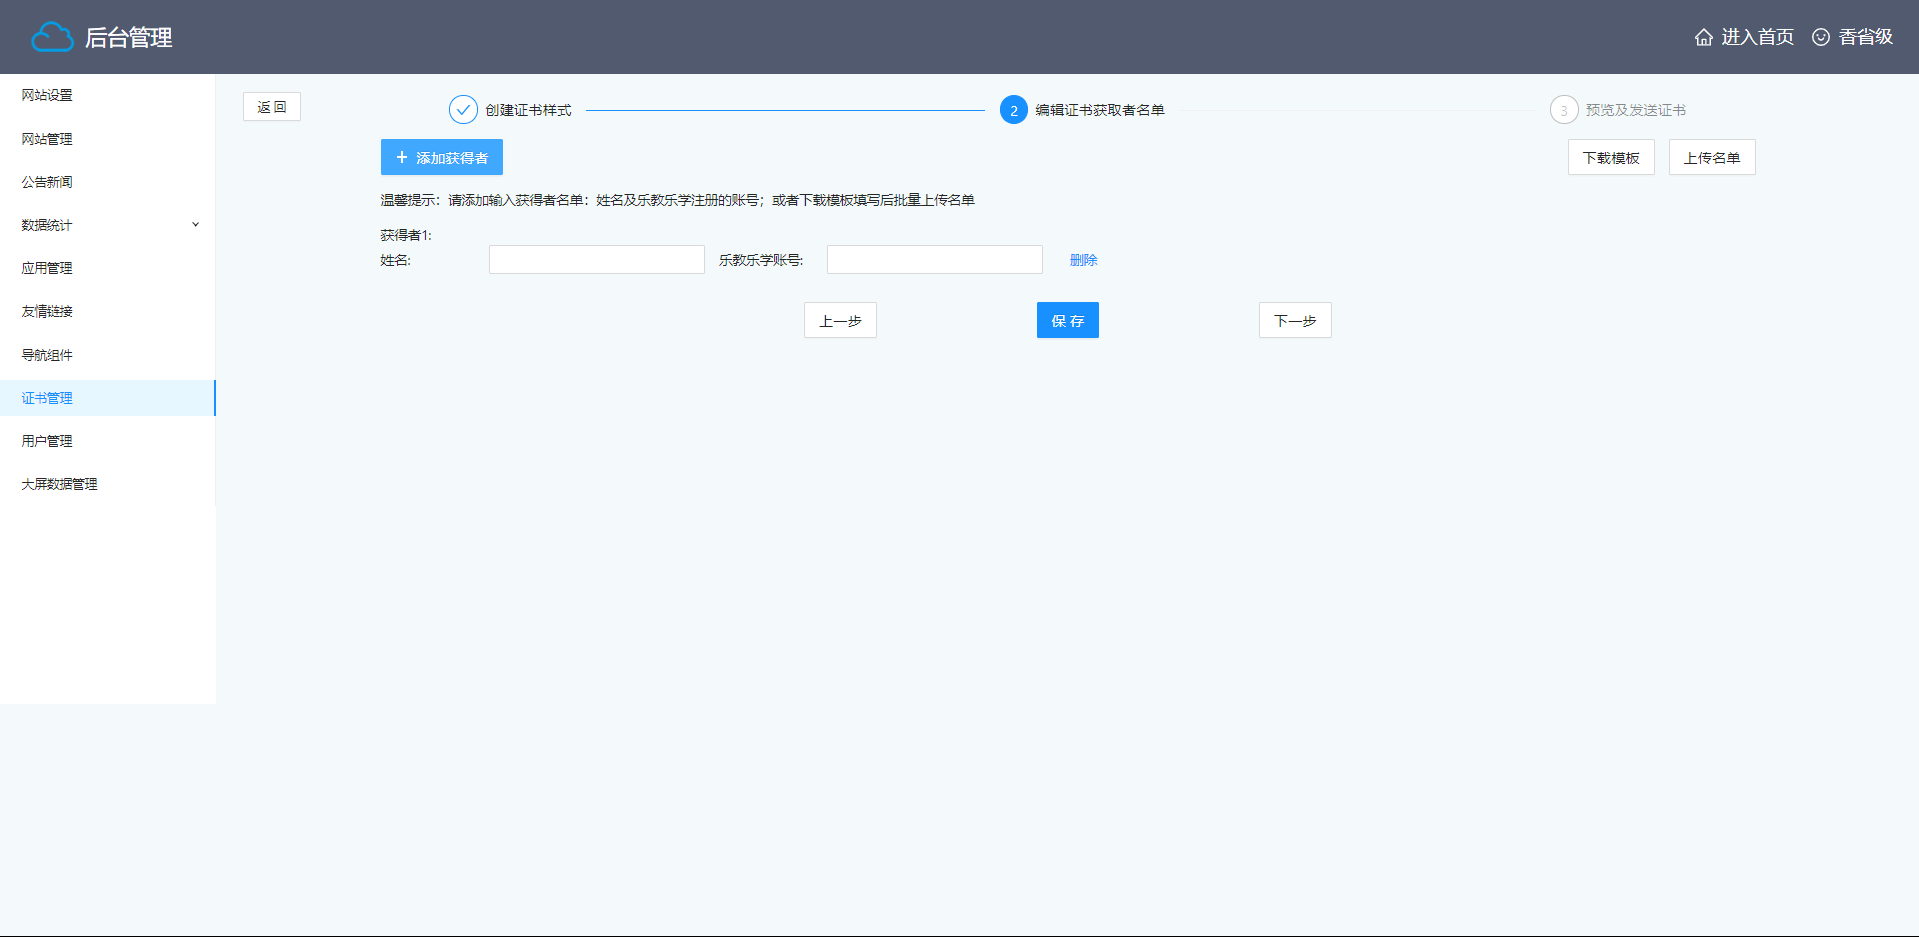 后台管理
进入首页 香省级
网站设置
网站管理
公告新闻
数据统计
应用管理
友情链接
导航组件
证书管理
用户管理
大屏数据管理
返 回
创建证书样式 2 编辑证书获取者名单 3 预览及发送证书
+ 添加获得者 下载模板 上传名单
温馨提示：请添加输入获得者名单：姓名及乐教乐学注册的账号；或者下载模板填写后批量上传名单
获得者1:
姓名: 乐教乐学账号: 删除
上一步 保 存 下一步